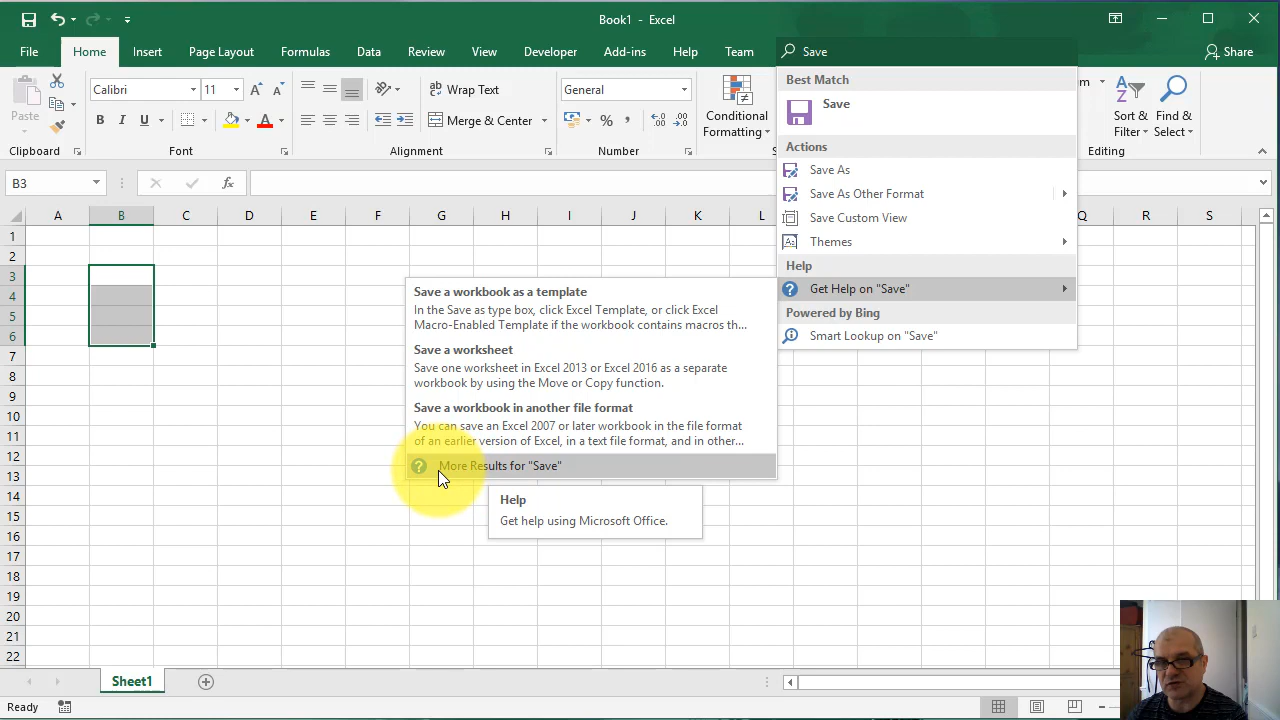 Book1 - Excel
File Home Insert Page Layout Formulas Data Review View Developer Add-ins Help Team Save Share
Calibri 11 Wrap Text General
Paste B I U Merge & Center % , Conditional Formatting Sort & Filter Find & Select
Clipboard Font Alignment Number Editing
B3 fx
A B C D E F G H I J K L Q R S
1
2
3
4
5
6
7
8
9
10
11
12
13
14
15
16
17
18
19
20
21
22
Best Match
Save
Actions
Save As
Save As Other Format
Save Custom View
Themes
Help
Get Help on "Save"
Powered by Bing
Smart Lookup on "Save"
Save a workbook as a template
In the Save as type box, click Excel Template, or click Excel
Macro-Enabled Template if the workbook contains macros th...
Save a worksheet
Save one worksheet in Excel 2013 or Excel 2016 as a separate
workbook by using the Move or Copy function.
Save a workbook in another file format
You can save an Excel 2007 or later workbook in the file format
of an earlier version of Excel, in a text file format, and in other...
More Results for "Save"
Help
Get help using Microsoft Office.
Sheet1
Ready